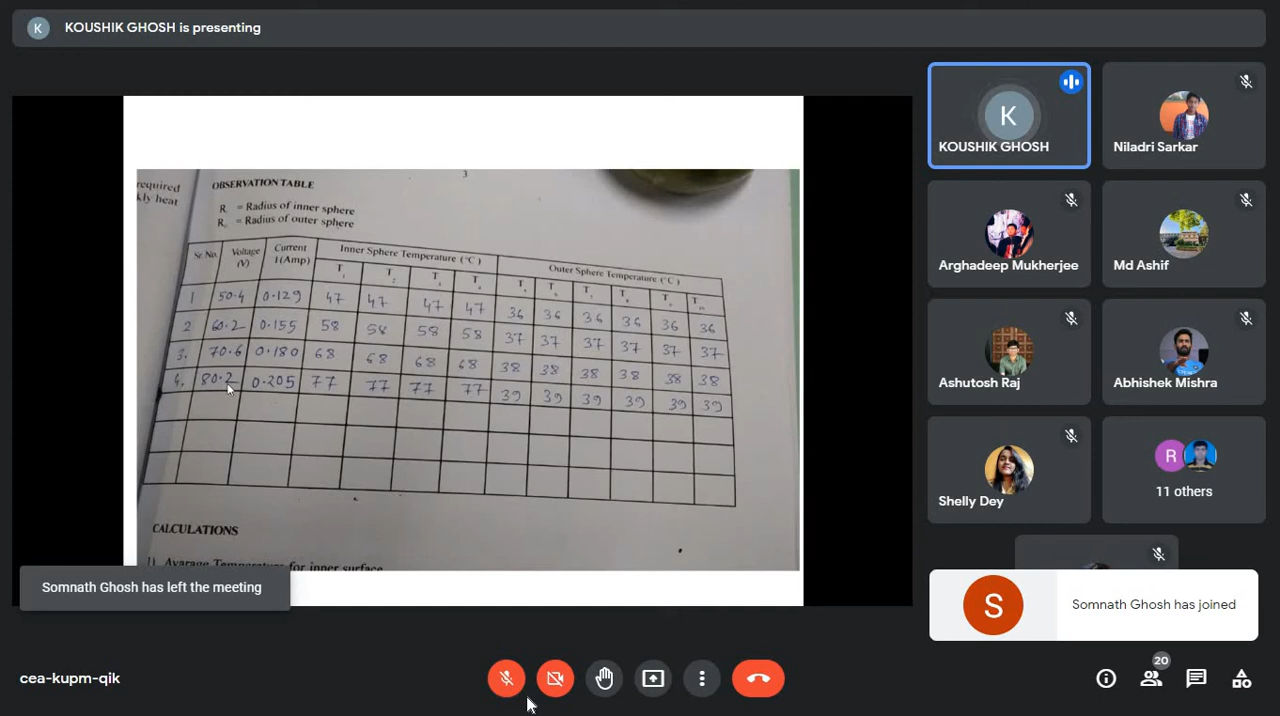 K
KOUSHIK GHOSH is presenting
3
required
kly heat
OBSERVATION TABLE
R = Radius of inner sphere
R = Radius of outer sphere
Sr. No. Voltage (V) Current I (Amp) Inner Sphere Temperature (°C) Outer Sphere Temperature (°C)
T T T T T T T T T T
1 50.4 0.129 47 47 47 47 36 36 36 36 36 36
2 60.2 0.155 58 58 58 58 37 37 37 37 37 37
3. 70.6 0.180 68 68 68 68 38 38 38 38 38 38
4. 80.2 0.205 77 77 77 77 39 39 39 39 39 39
CALCULATIONS
1) Avarage Temperature for inner surface
K
KOUSHIK GHOSH
Niladri Sarkar
Arghadeep Mukherjee
Md Ashif
Ashutosh Raj
Abhishek Mishra
Shelly Dey
R
11 others
Somnath Ghosh has left the meeting
S
Somnath Ghosh has joined
cea-kupm-qik
20